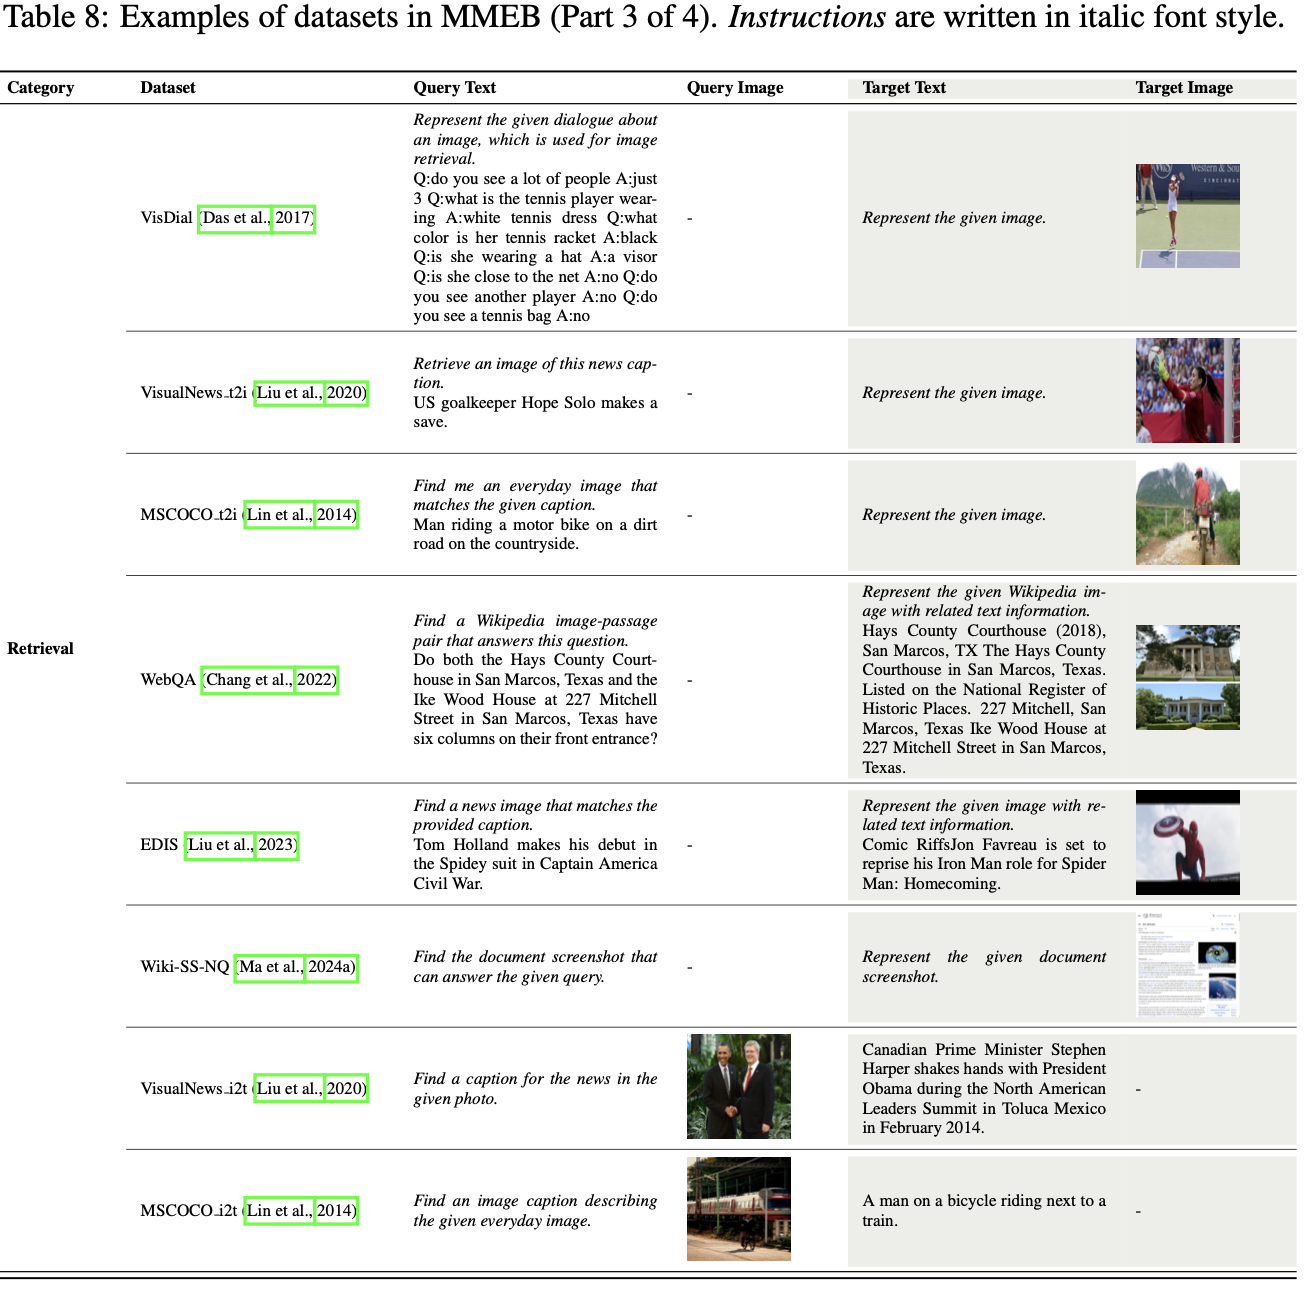 Table 8: Examples of datasets in MMEB (Part 3 of 4). Instructions are written in italic font style.
Category Dataset Query Text Query Image Target Text Target Image
Retrieval
VisDial (Das et al., 2017)
Represent the given dialogue about
an image, which is used for image
retrieval.
Q:do you see a lot of people A:just
3 Q:what is the tennis player wear-
ing A:white tennis dress Q:what
color is her tennis racket A:black
Q:is she wearing a hat A:a visor
Q:is she close to the net A:no Q:do
you see another player A:no Q:do
you see a tennis bag A:no
-
Represent the given image.
Western & Sou
CINCINNAT
VisualNews_t2i (Liu et al., 2020)
Retrieve an image of this news cap-
tion.
US goalkeeper Hope Solo makes a
save.
-
Represent the given image.
MSCOCO_t2i (Lin et al., 2014)
Find me an everyday image that
matches the given caption.
Man riding a motor bike on a dirt
road on the countryside.
-
Represent the given image.
WebQA (Chang et al., 2022)
Find a Wikipedia image-passage
pair that answers this question.
Do both the Hays County Court-
house in San Marcos, Texas and the
Ike Wood House at 227 Mitchell
Street in San Marcos, Texas have
six columns on their front entrance?
-
Represent the given Wikipedia im-
age with related text information.
Hays County Courthouse (2018),
San Marcos, TX The Hays County
Courthouse in San Marcos, Texas.
Listed on the National Register of
Historic Places. 227 Mitchell, San
Marcos, Texas Ike Wood House at
227 Mitchell Street in San Marcos,
Texas.
EDIS (Liu et al., 2023)
Find a news image that matches the
provided caption.
Tom Holland makes his debut in
the Spidey suit in Captain America
Civil War.
-
Represent the given image with re-
lated text information.
Comic RiffsJon Favreau is set to
reprise his Iron Man role for Spider
Man: Homecoming.
Wiki-SS-NQ (Ma et al., 2024a)
Find the document screenshot that
can answer the given query.
-
Represent the given document
screenshot.
VisualNews_i2t (Liu et al., 2020)
Find a caption for the news in the
given photo.
Canadian Prime Minister Stephen
Harper shakes hands with President
Obama during the North American
Leaders Summit in Toluca Mexico
in February 2014.
-
MSCOCO_i2t (Lin et al., 2014)
Find an image caption describing
the given everyday image.
A man on a bicycle riding next to a
train.
-